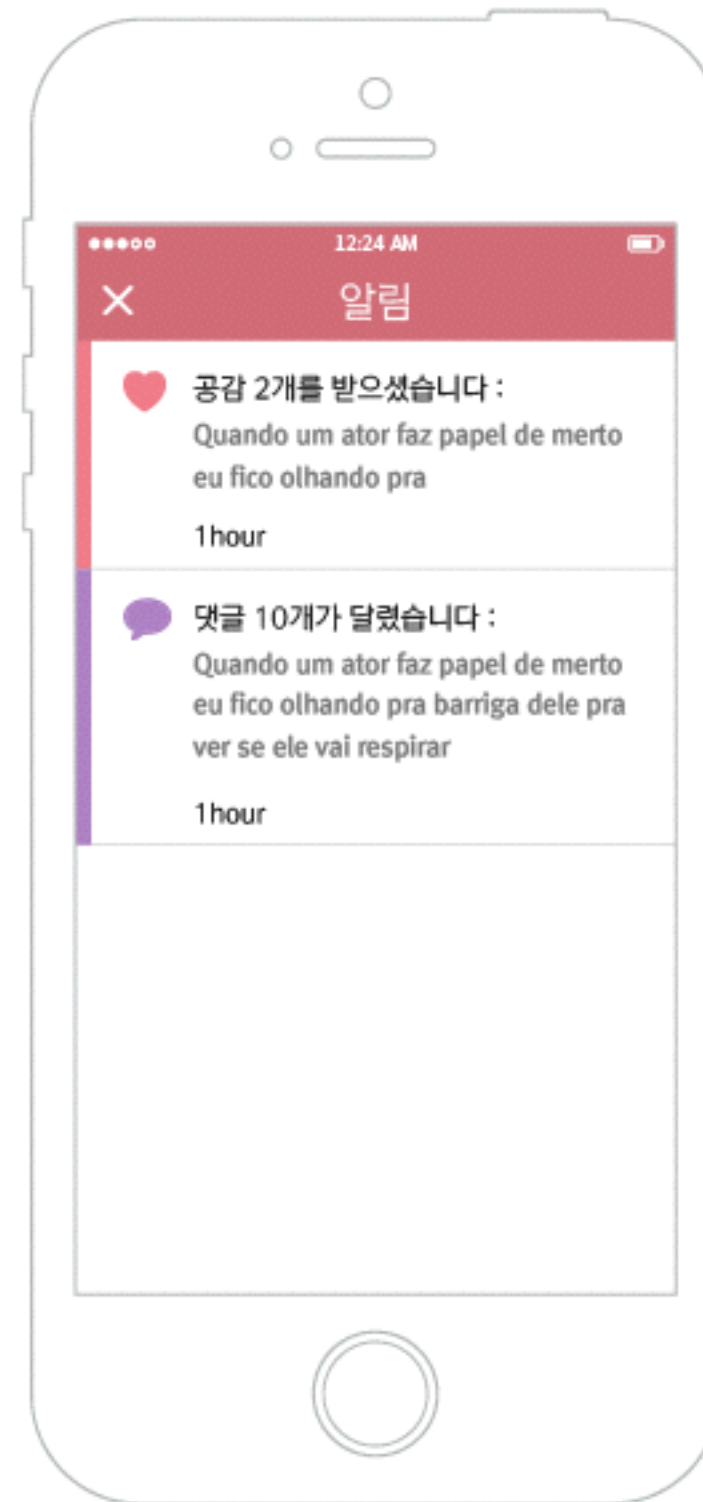 12:24 AM
알림
공감 2개를 받으셨습니다 :
Quando um ator faz papel de merto
eu fico olhando pra
1hour
댓글 10개가 달렸습니다 :
Quando um ator faz papel de merto
eu fico olhando pra barriga dele pra
ver se ele vai respirar
1hour